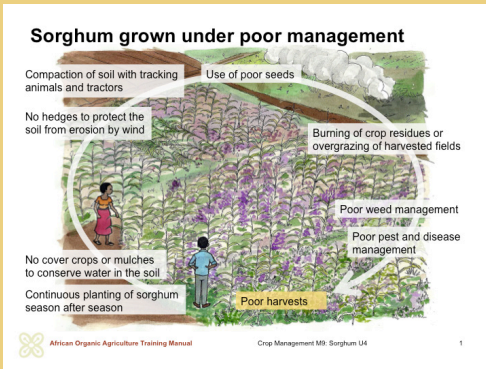 Sorghum grown under poor management
Compaction of soil with tracking
animals and tractors
Use of poor seeds
No hedges to protect the
soil from erosion by wind
Burning of crop residues or
overgrazing of harvested fields
Poor weed management
Poor pest and disease
management
No cover crops or mulches
to conserve water in the soil
Continuous planting of sorghum
season after season
Poor harvests
African Organic Agriculture Training Manual
Crop Management M9: Sorghum U4
1